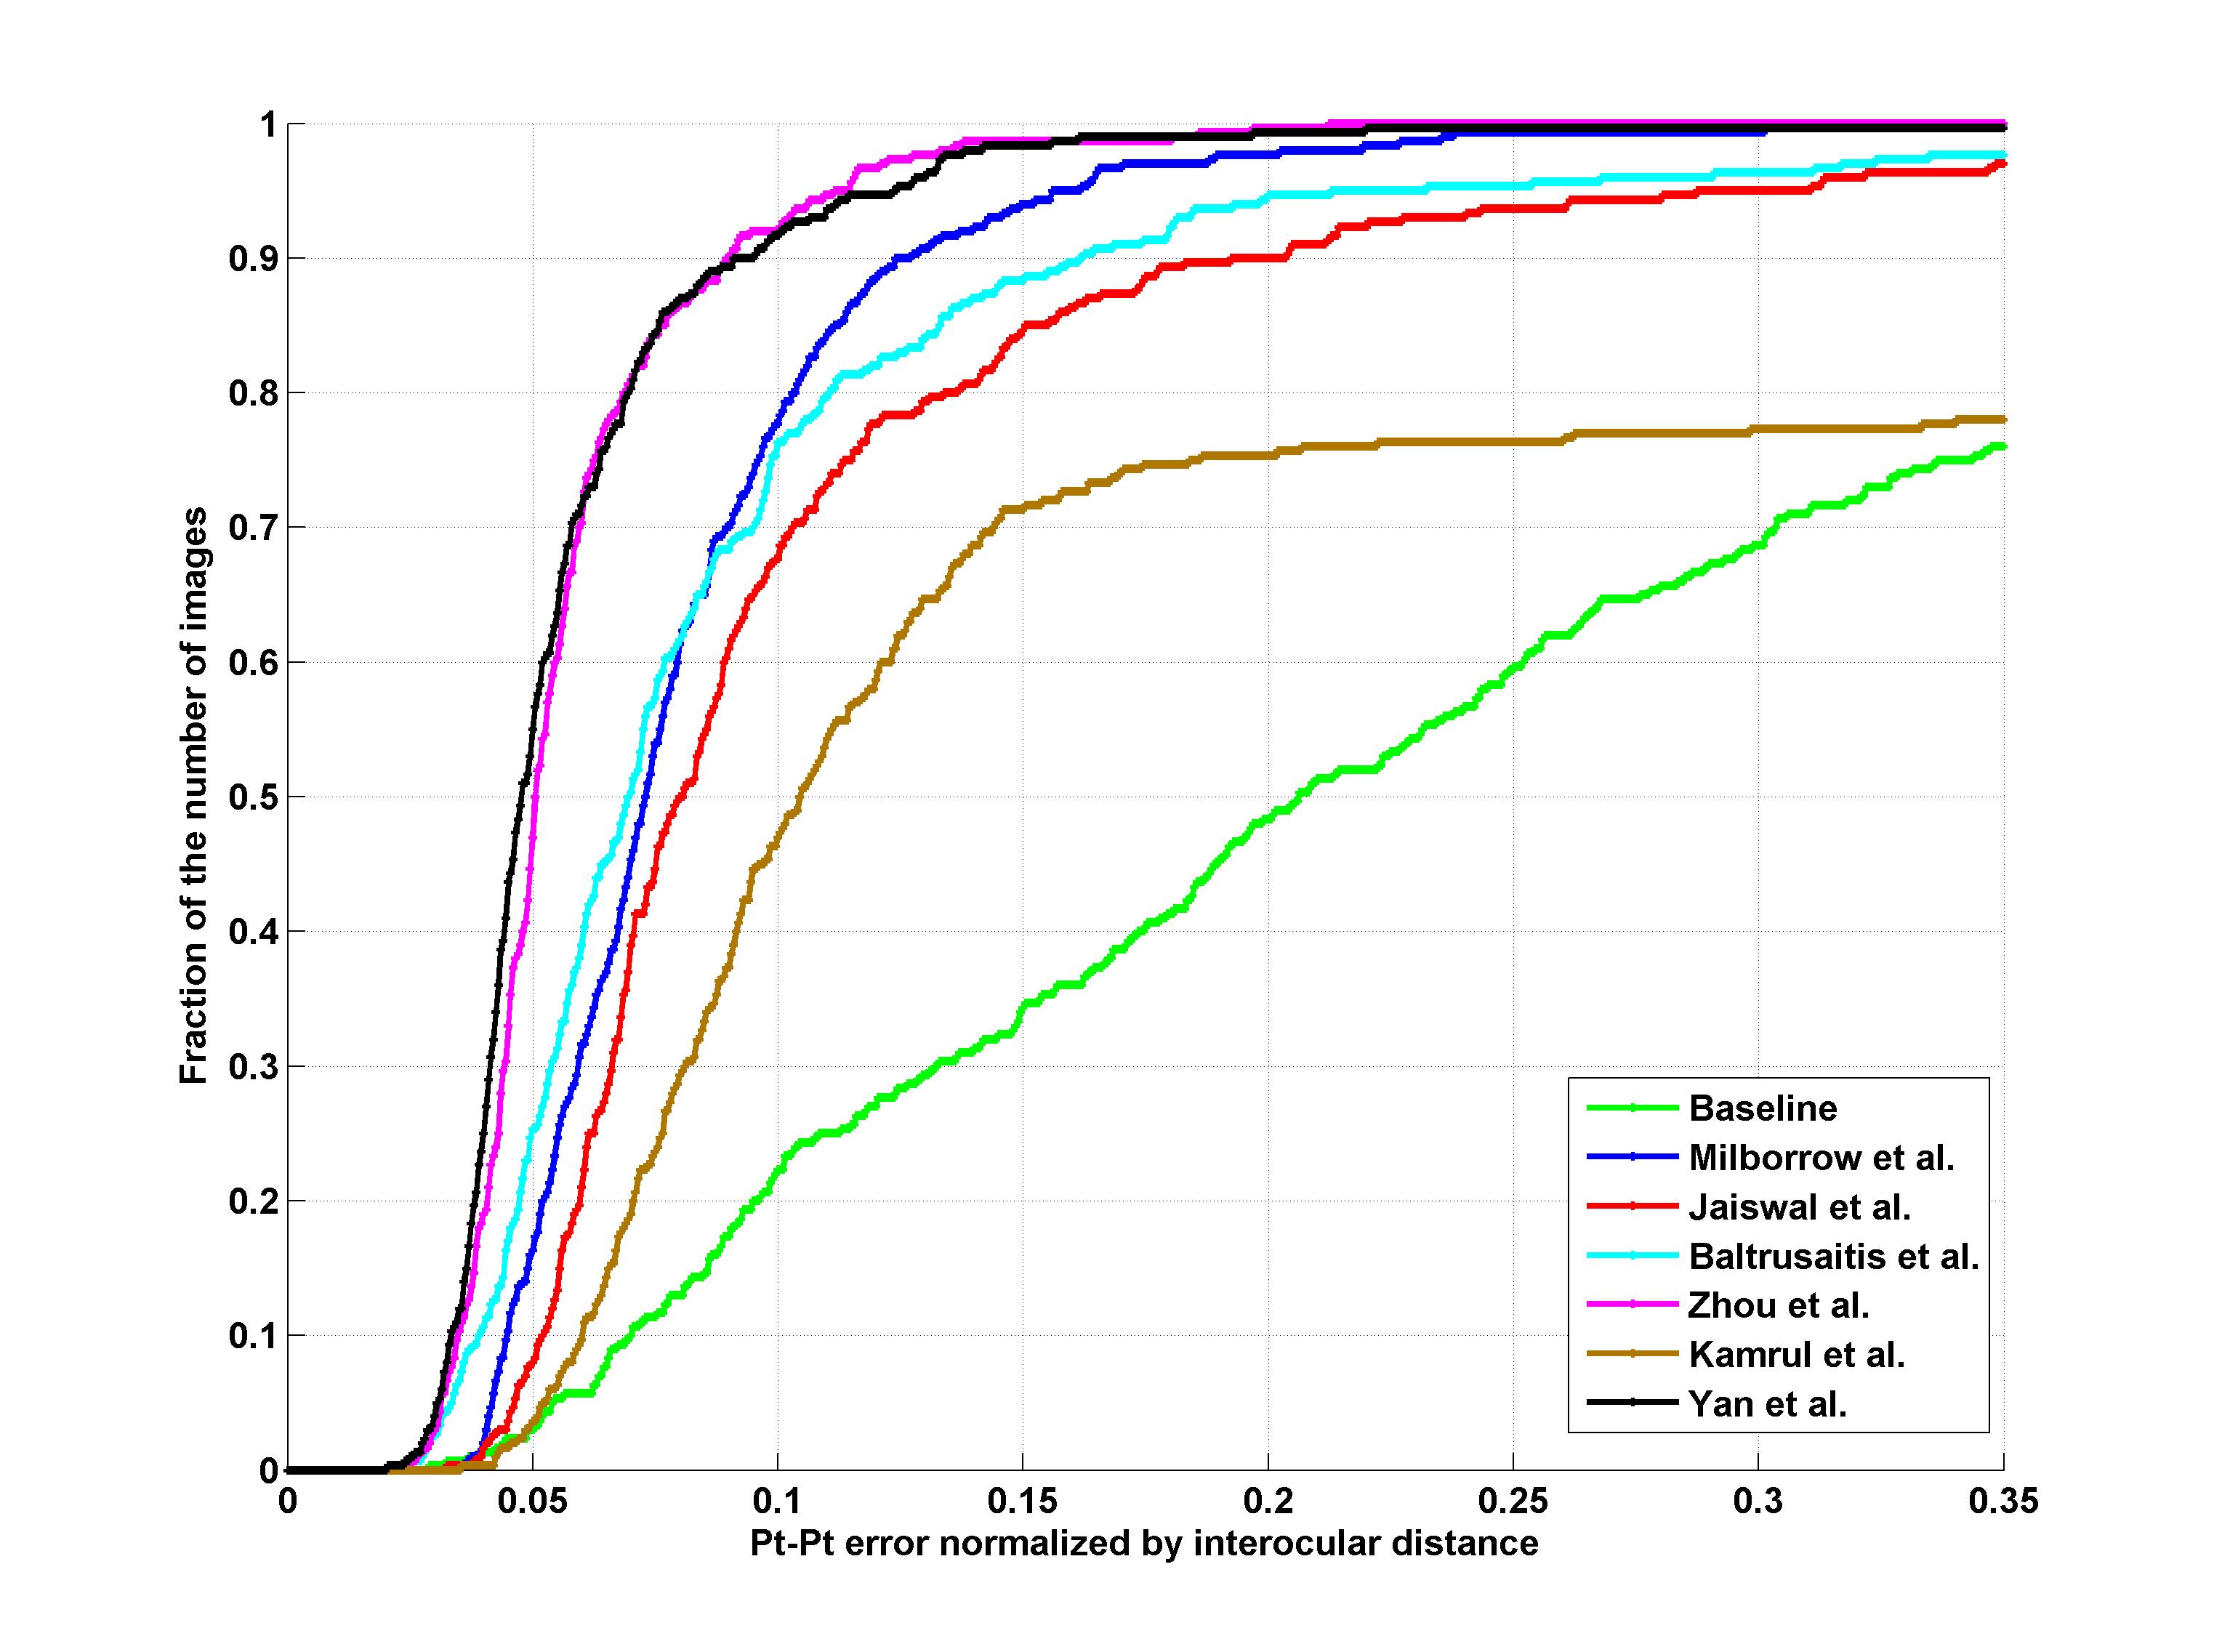 1
0.9
0.8
0.7
0.6
0.5
0.4
0.3
0.2
0.1
0
Fraction of the number of images
0 0.05 0.1 0.15 0.2 0.25 0.3 0.35
Pt-Pt error normalized by interocular distance
Baseline
Milborrow et al.
Jaiswal et al.
Baltrusaitis et al.
Zhou et al.
Kamrul et al.
Yan et al.